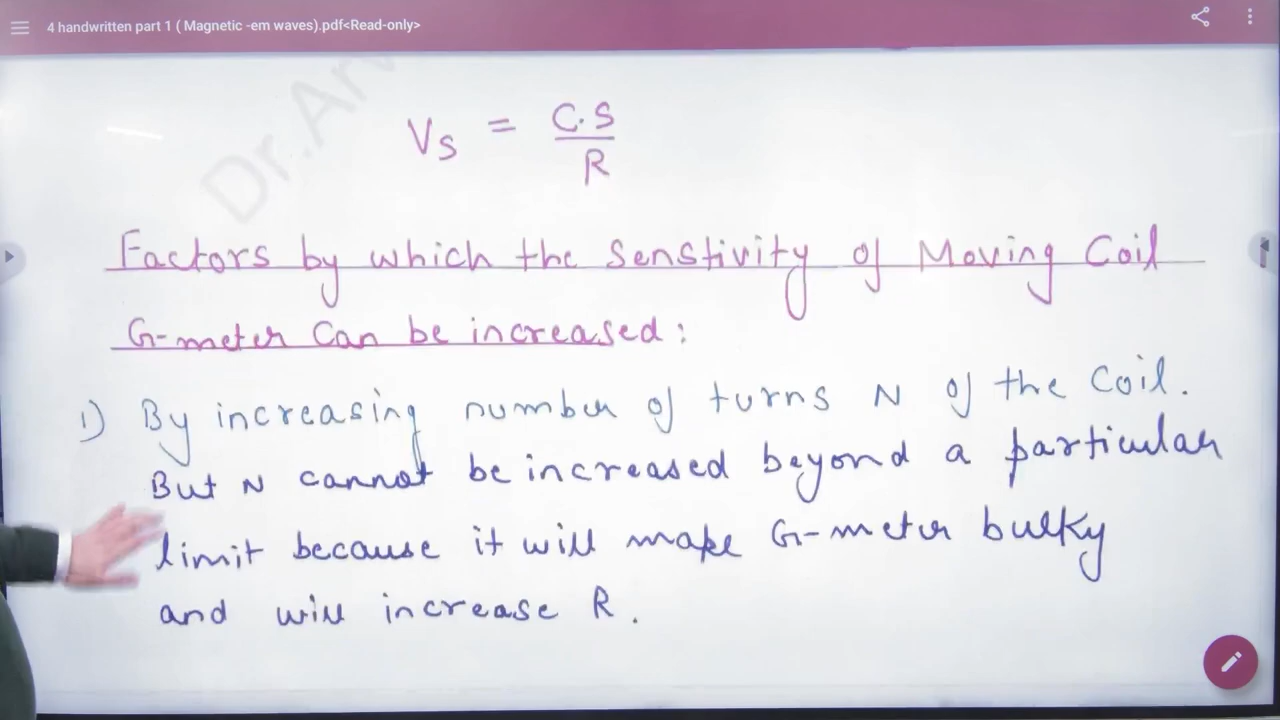 4 handwritten part 1 ( Magnetic -em waves).pdf<Read-only>
Dr.Arv
Vs = C.S / R
Factors by which the Senstivity of Moving Coil
G-meter Can be increased:
1) By increasing number of turns N of the Coil.
But N cannot be increased beyond a particular
limit because it will make G-meter bulky
and will increase R.